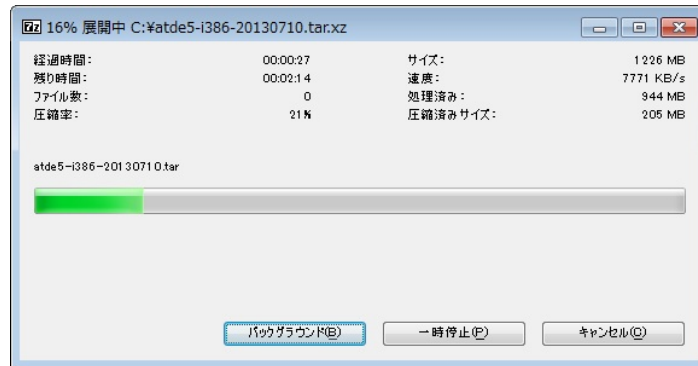 7z 16% 展開中 C:¥atde5-i386-20130710.tar.xz
経過時間： 00:00:27 サイズ： 1226 MB
残り時間： 00:02:14 速度： 7771 KB/s
ファイル数： 0 処理済み： 944 MB
圧縮率： 21% 圧縮済みサイズ： 205 MB
atde5-i386-20130710.tar
バックグラウンド(B) 一時停止(P) キャンセル(C)